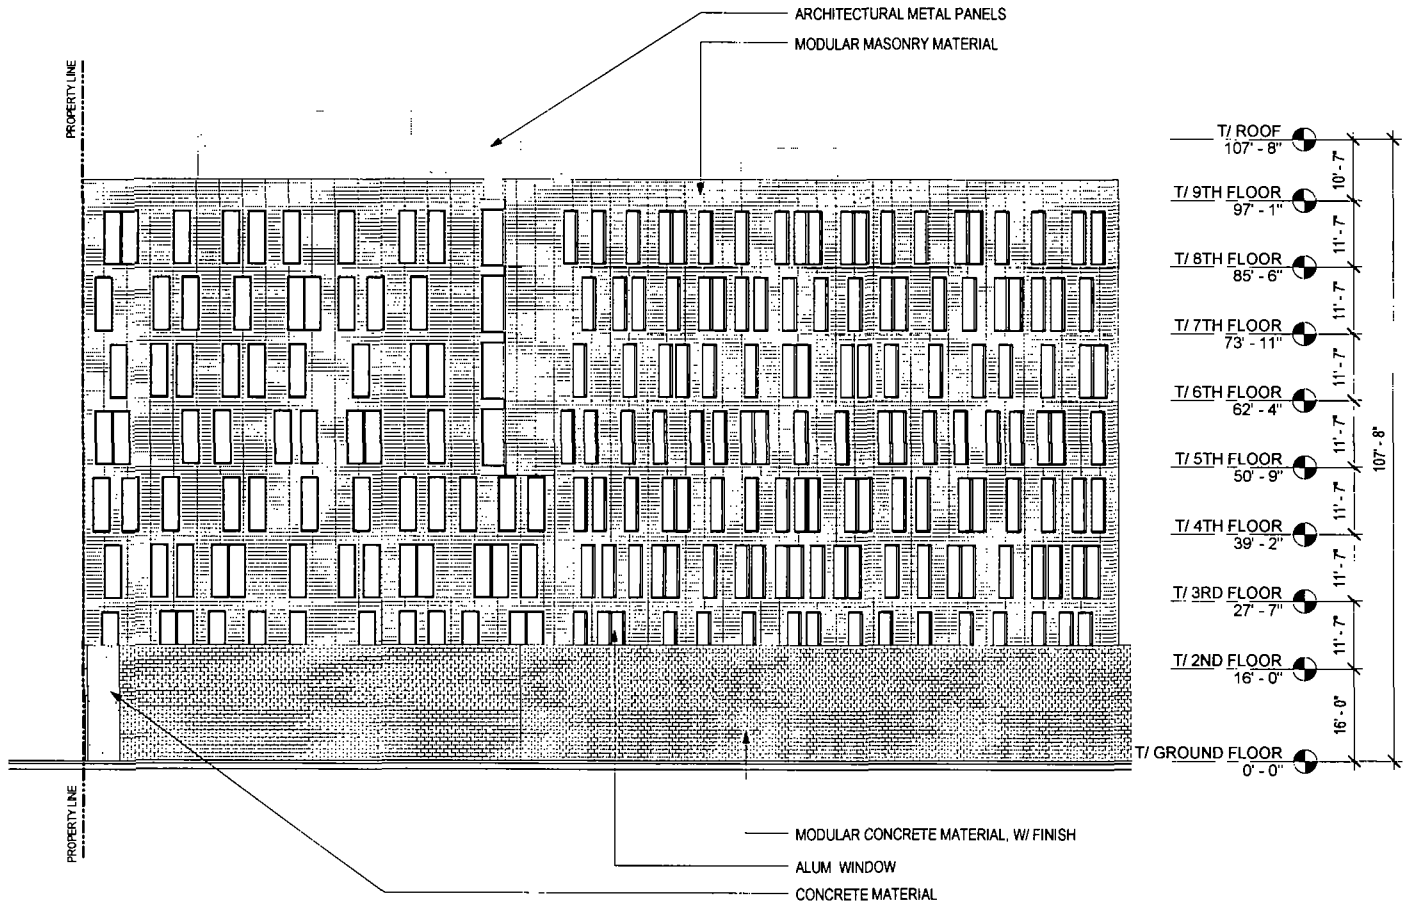 ARCHITECTURAL METAL PANELS
MODULAR MASONRY MATERIAL
PROPERTY LINE
T/ ROOF
107' - 8"
10' - 7"
T/ 9TH FLOOR
97' - 1"
11' - 7"
T/ 8TH FLOOR
85' - 6"
11' - 7"
T/ 7TH FLOOR
73' - 11"
11' - 7"
T/ 6TH FLOOR
62' - 4"
11' - 7"
107' - 8"
T/ 5TH FLOOR
50' - 9"
11' - 7"
T/ 4TH FLOOR
39' - 2"
11' - 7"
T/ 3RD FLOOR
27' - 7"
11' - 7"
T/ 2ND FLOOR
16' - 0"
16' - 0"
T/ GROUND FLOOR
0' - 0"
PROPERTY LINE
MODULAR CONCRETE MATERIAL, W/ FINISH
ALUM WINDOW
CONCRETE MATERIAL